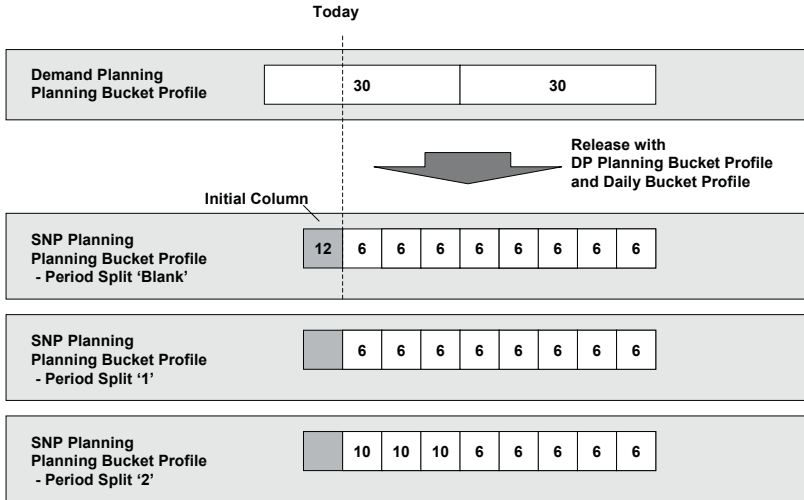 Today
Demand Planning
Planning Bucket Profile
30 30
Release with
DP Planning Bucket Profile
and Daily Bucket Profile
Initial Column
SNP Planning
Planning Bucket Profile
- Period Split 'Blank'
12 6 6 6 6 6 6 6 6
SNP Planning
Planning Bucket Profile
- Period Split ‘1’
6 6 6 6 6 6 6 6
SNP Planning
Planning Bucket Profile
- Period Split ‘2’
10 10 10 6 6 6 6 6